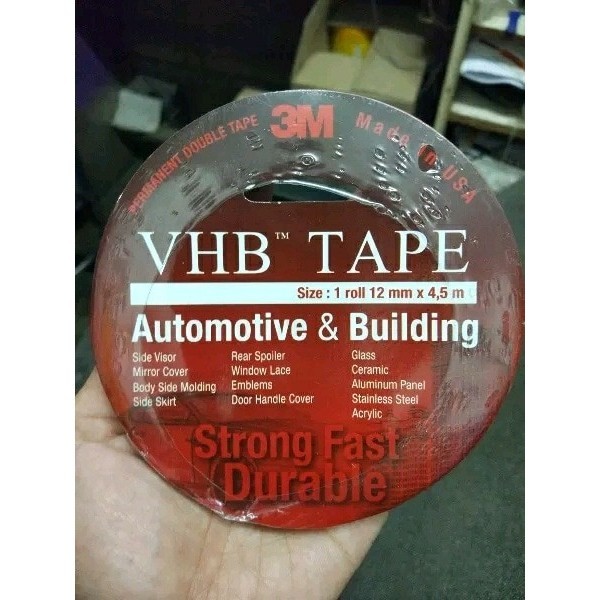 PERMANENT DOUBLE TAPE 3M Made in USA
VHB™ TAPE
Size : 1 roll 12 mm x 4,5 m
Automotive & Building
Side Visor
Mirror Cover
Body Side Molding
Side Skirt
Rear Spoiler
Window Lace
Emblems
Door Handle Cover
Glass
Ceramic
Aluminum Panel
Stainless Steel
Acrylic
Strong Fast
Durable